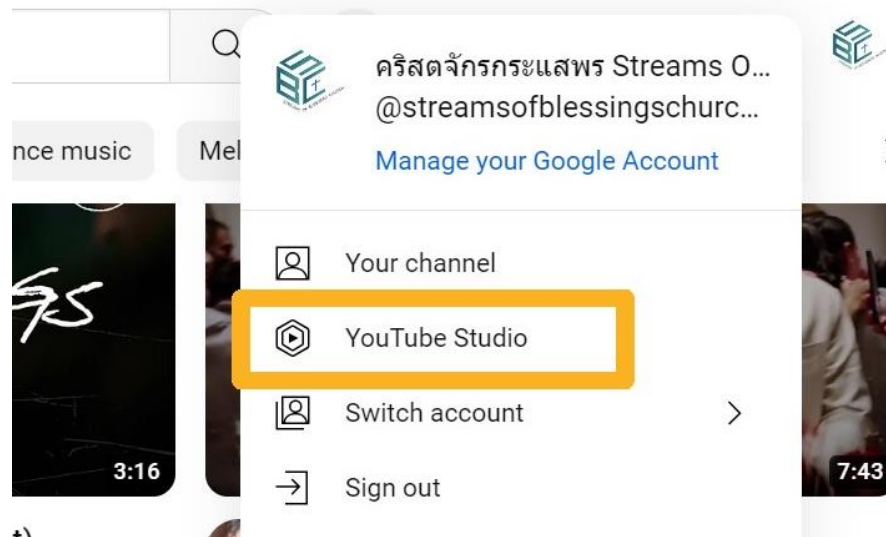 คริสตจักรกระแสพร Streams O...
@streamsofblessingschurc...
Manage your Google Account
nce music
Mel
Your channel
YouTube Studio
Switch account
Sign out
3:16
7:43
t)